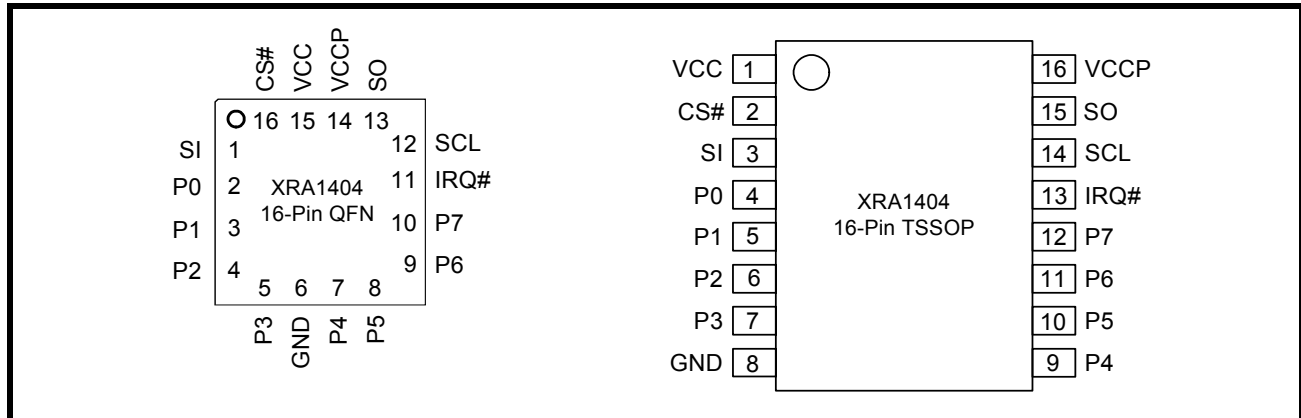 CS#
VCC
VCCP
SO
16 15 14 13
SI 1
12 SCL
P0 2
11 IRQ#
P1 3
10 P7
P2 4
9 P6
XRA1404
16-Pin QFN
5 6 7 8
P3
GND
P4
P5
VCC 1
16 VCCP
CS# 2
15 SO
SI 3
14 SCL
P0 4
13 IRQ#
P1 5
12 P7
P2 6
11 P6
P3 7
10 P5
GND 8
9 P4
XRA1404
16-Pin TSSOP